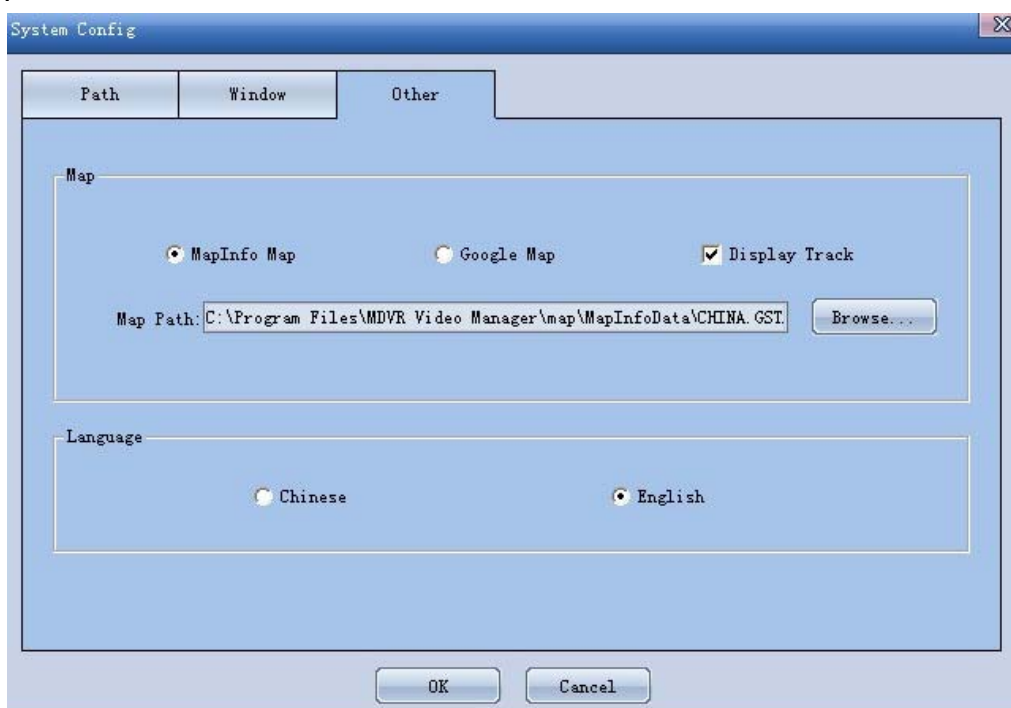 System Config
Path Window Other
Map
MapInfo Map Google Map Display Track
Map Path: C:\Program Files\MDVR Video Manager\map\MapInfoData\CHINA.GST. Browse...
Language
Chinese English
OK Cancel